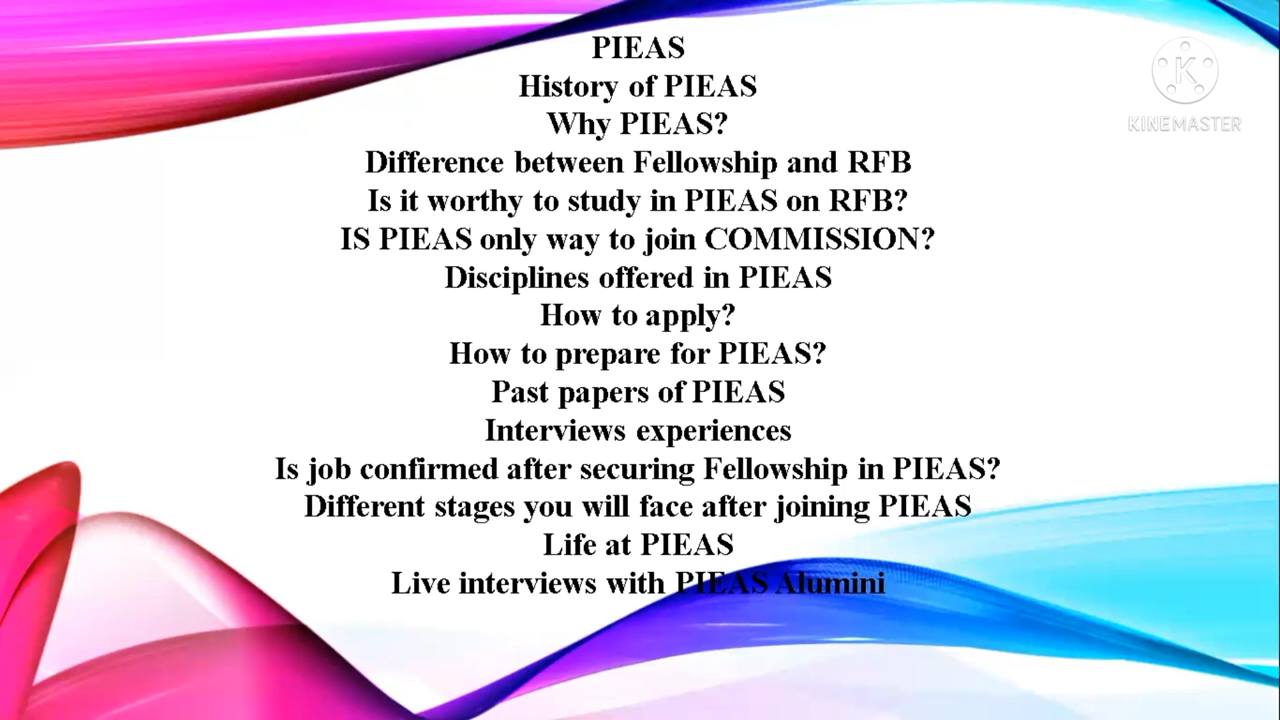 PIEAS
History of PIEAS
Why PIEAS?
Difference between Fellowship and RFB
Is it worthy to study in PIEAS on RFB?
IS PIEAS only way to join COMMISSION?
Disciplines offered in PIEAS
How to apply?
How to prepare for PIEAS?
Past papers of PIEAS
Interviews experiences
Is job confirmed after securing Fellowship in PIEAS?
Different stages you will face after joining PIEAS
Life at PIEAS
Live interviews with PIEAS Alumini
K
KINEMASTER